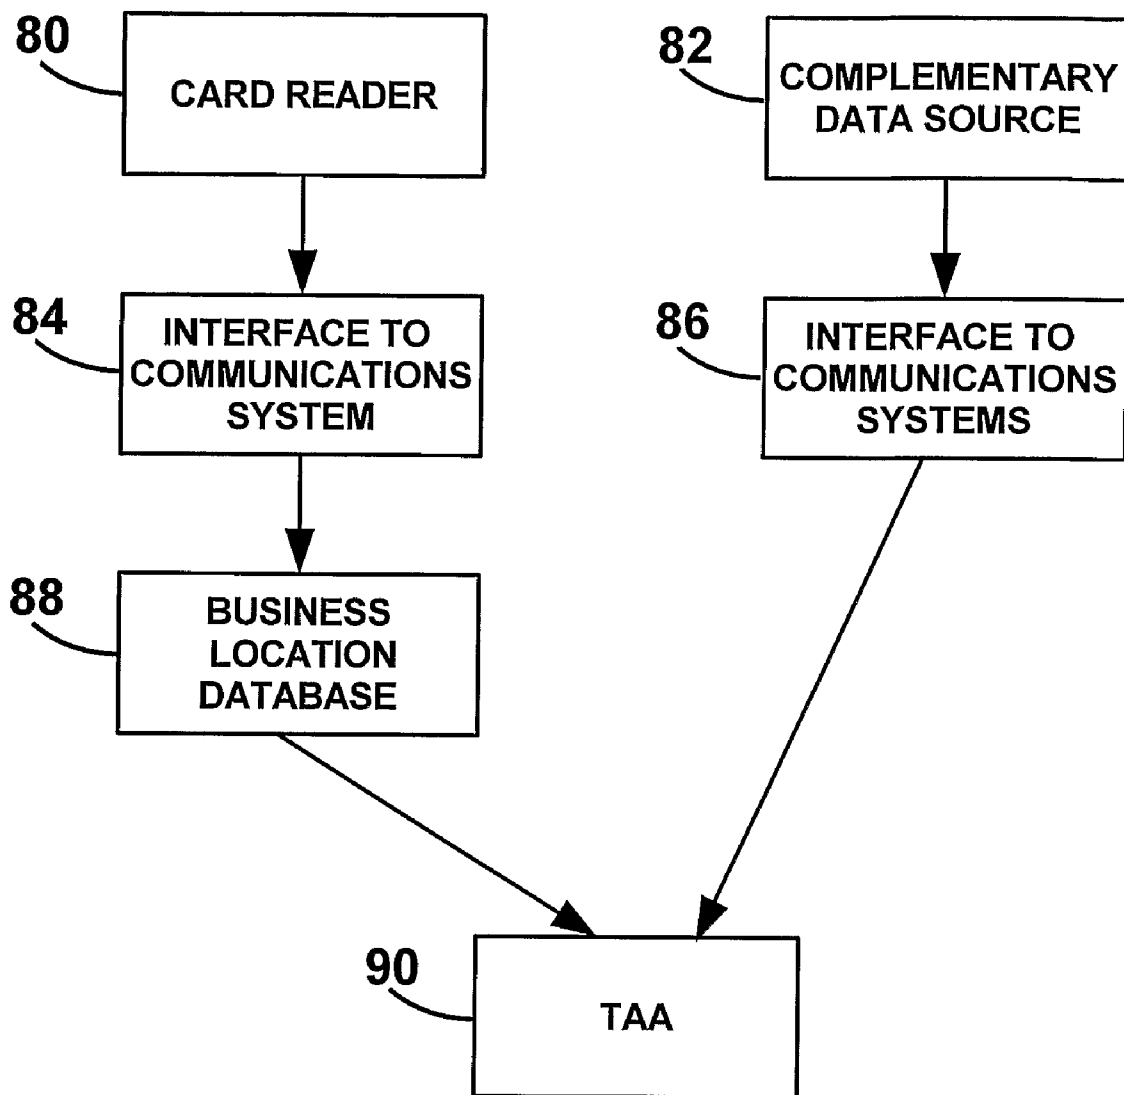 80
CARD READER
82
COMPLEMENTARY
DATA SOURCE
84
INTERFACE TO
COMMUNICATIONS
SYSTEM
86
INTERFACE TO
COMMUNICATIONS
SYSTEMS
88
BUSINESS
LOCATION
DATABASE
90
TAA